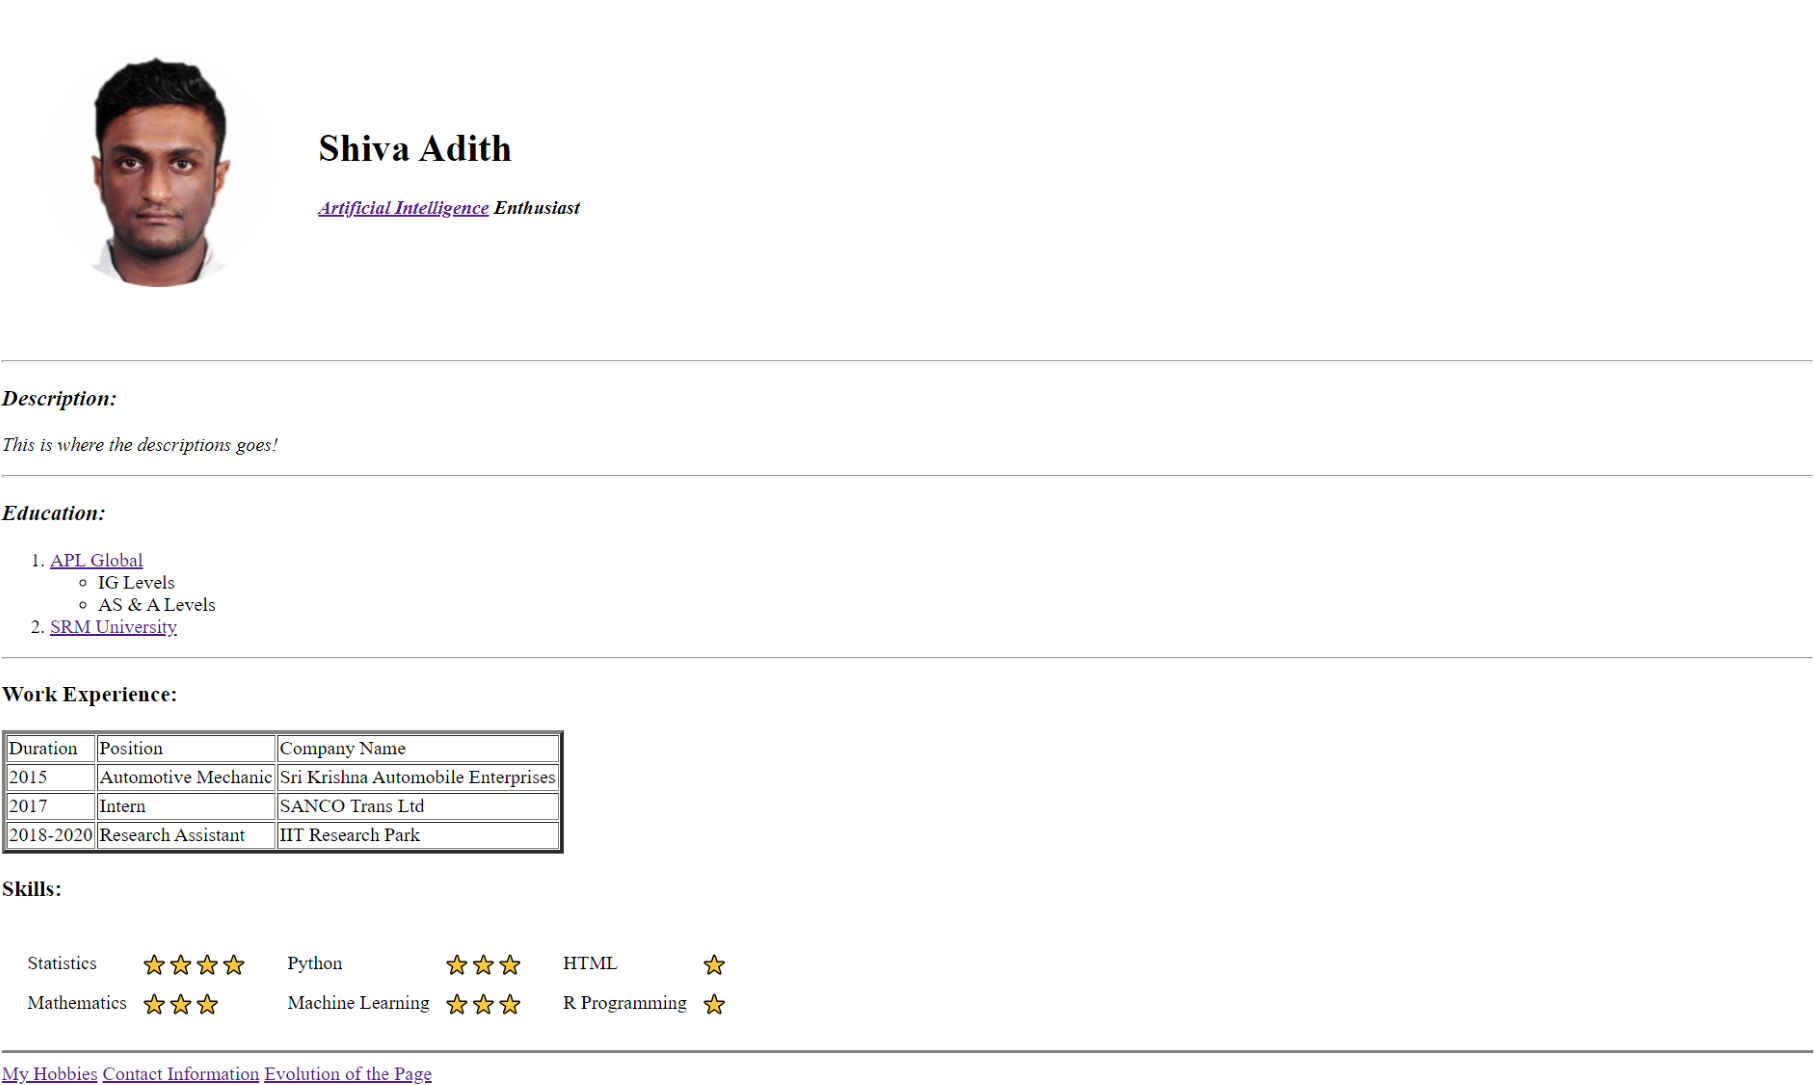 Shiva Adith
Artificial Intelligence Enthusiast
Description:
This is where the descriptions goes!
Education:
1. APL Global
IG Levels
AS & A Levels
2. SRM University
Work Experience:
Duration Position Company Name
2015 Automotive Mechanic Sri Krishna Automobile Enterprises
2017 Intern SANCO Trans Ltd
2018-2020 Research Assistant IIT Research Park
Skills:
Statistics Python HTML
Mathematics Machine Learning R Programming
My Hobbies Contact Information Evolution of the Page